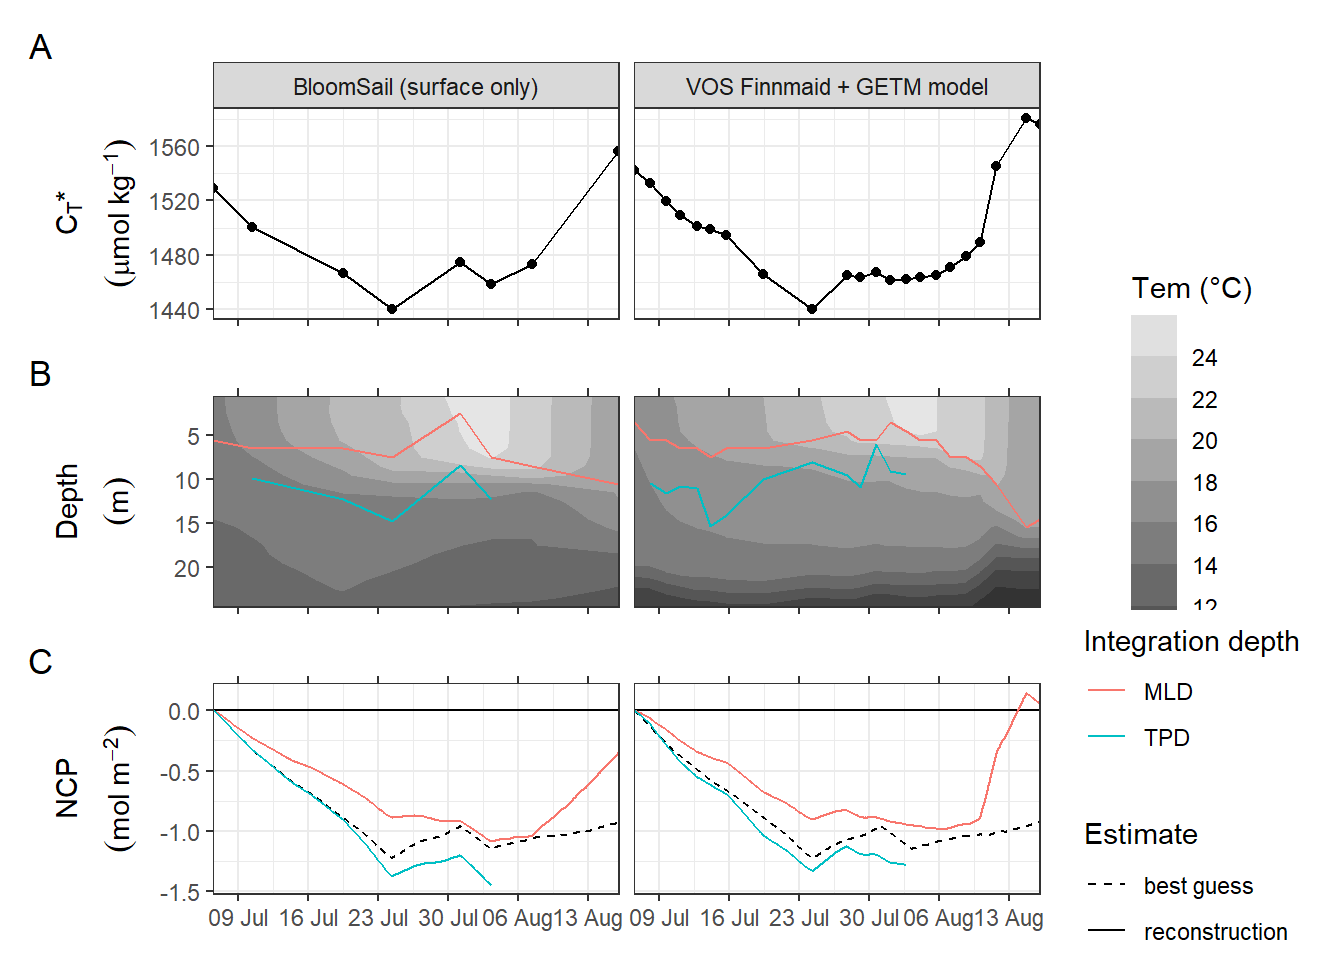 A
BloomSail (surface only)
VOS Finnmaid + GETM model
C_T*
(µmol kg⁻¹)
1560
1520
1480
1440
B
Depth
(m)
5
10
15
20
Tem (°C)
24
22
20
18
16
14
12
C
NCP
(mol m⁻²)
0.0
-0.5
-1.0
-1.5
09 Jul 16 Jul 23 Jul 30 Jul 06 Aug 13 Aug
09 Jul 16 Jul 23 Jul 30 Jul 06 Aug 13 Aug
Integration depth
MLD
TPD
Estimate
best guess
reconstruction